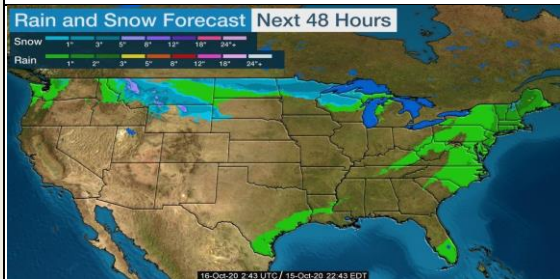 Rain and Snow Forecast Next 48 Hours
Snow 1" 3" 5" 8" 12" 18" 24"+
Rain 1" 2" 3" 5" 8" 12" 18" 24"+
16-Oct-20 2:43 UTC / 15-Oct-20 22:43 EDT